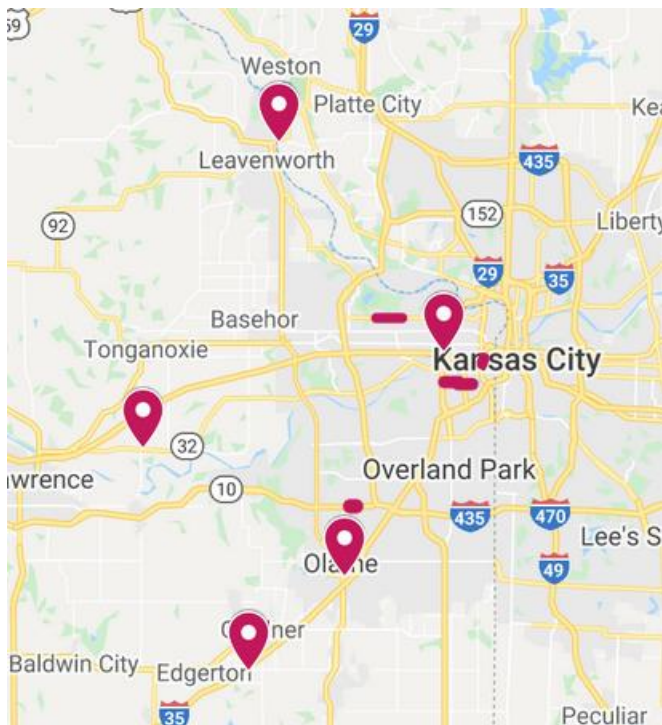 59
29
Weston
Platte City
Kea
Leavenworth
435
152
92
Liberty
29
35
Basehor
Tonganoxie
Kansas City
32
Overland Park
wrence
10
435
470
Lee's S
49
Baldwin City
Edgerton
35
Peculiar